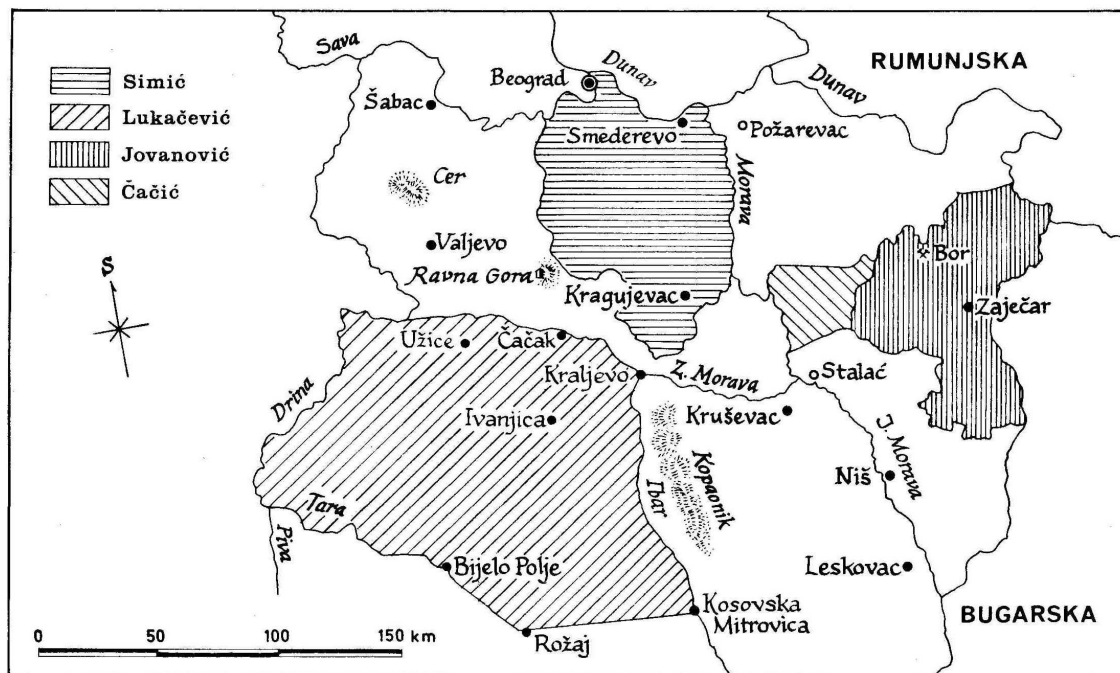 Simić
Lukačević
Jovanović
Čačić
S
Sava
Dunav
Beograd
RUMUNJSKA
Dunav
Šabac
Smederevo
Požarevac
Cer
Morava
Valjevo
Ravna Gora
Bor
Kragujevac
Zaječar
Užice
Čačak
Kraljevo
Z. Morava
Stalać
Drina
Ivanjica
Kruševac
J. Morava
Kopaonik
Ibar
Niš
Tara
Piva
Bijelo Polje
Leskovac
Kosovska
Mitrovica
BUGARSKA
Rožaj
0 50 100 150 km